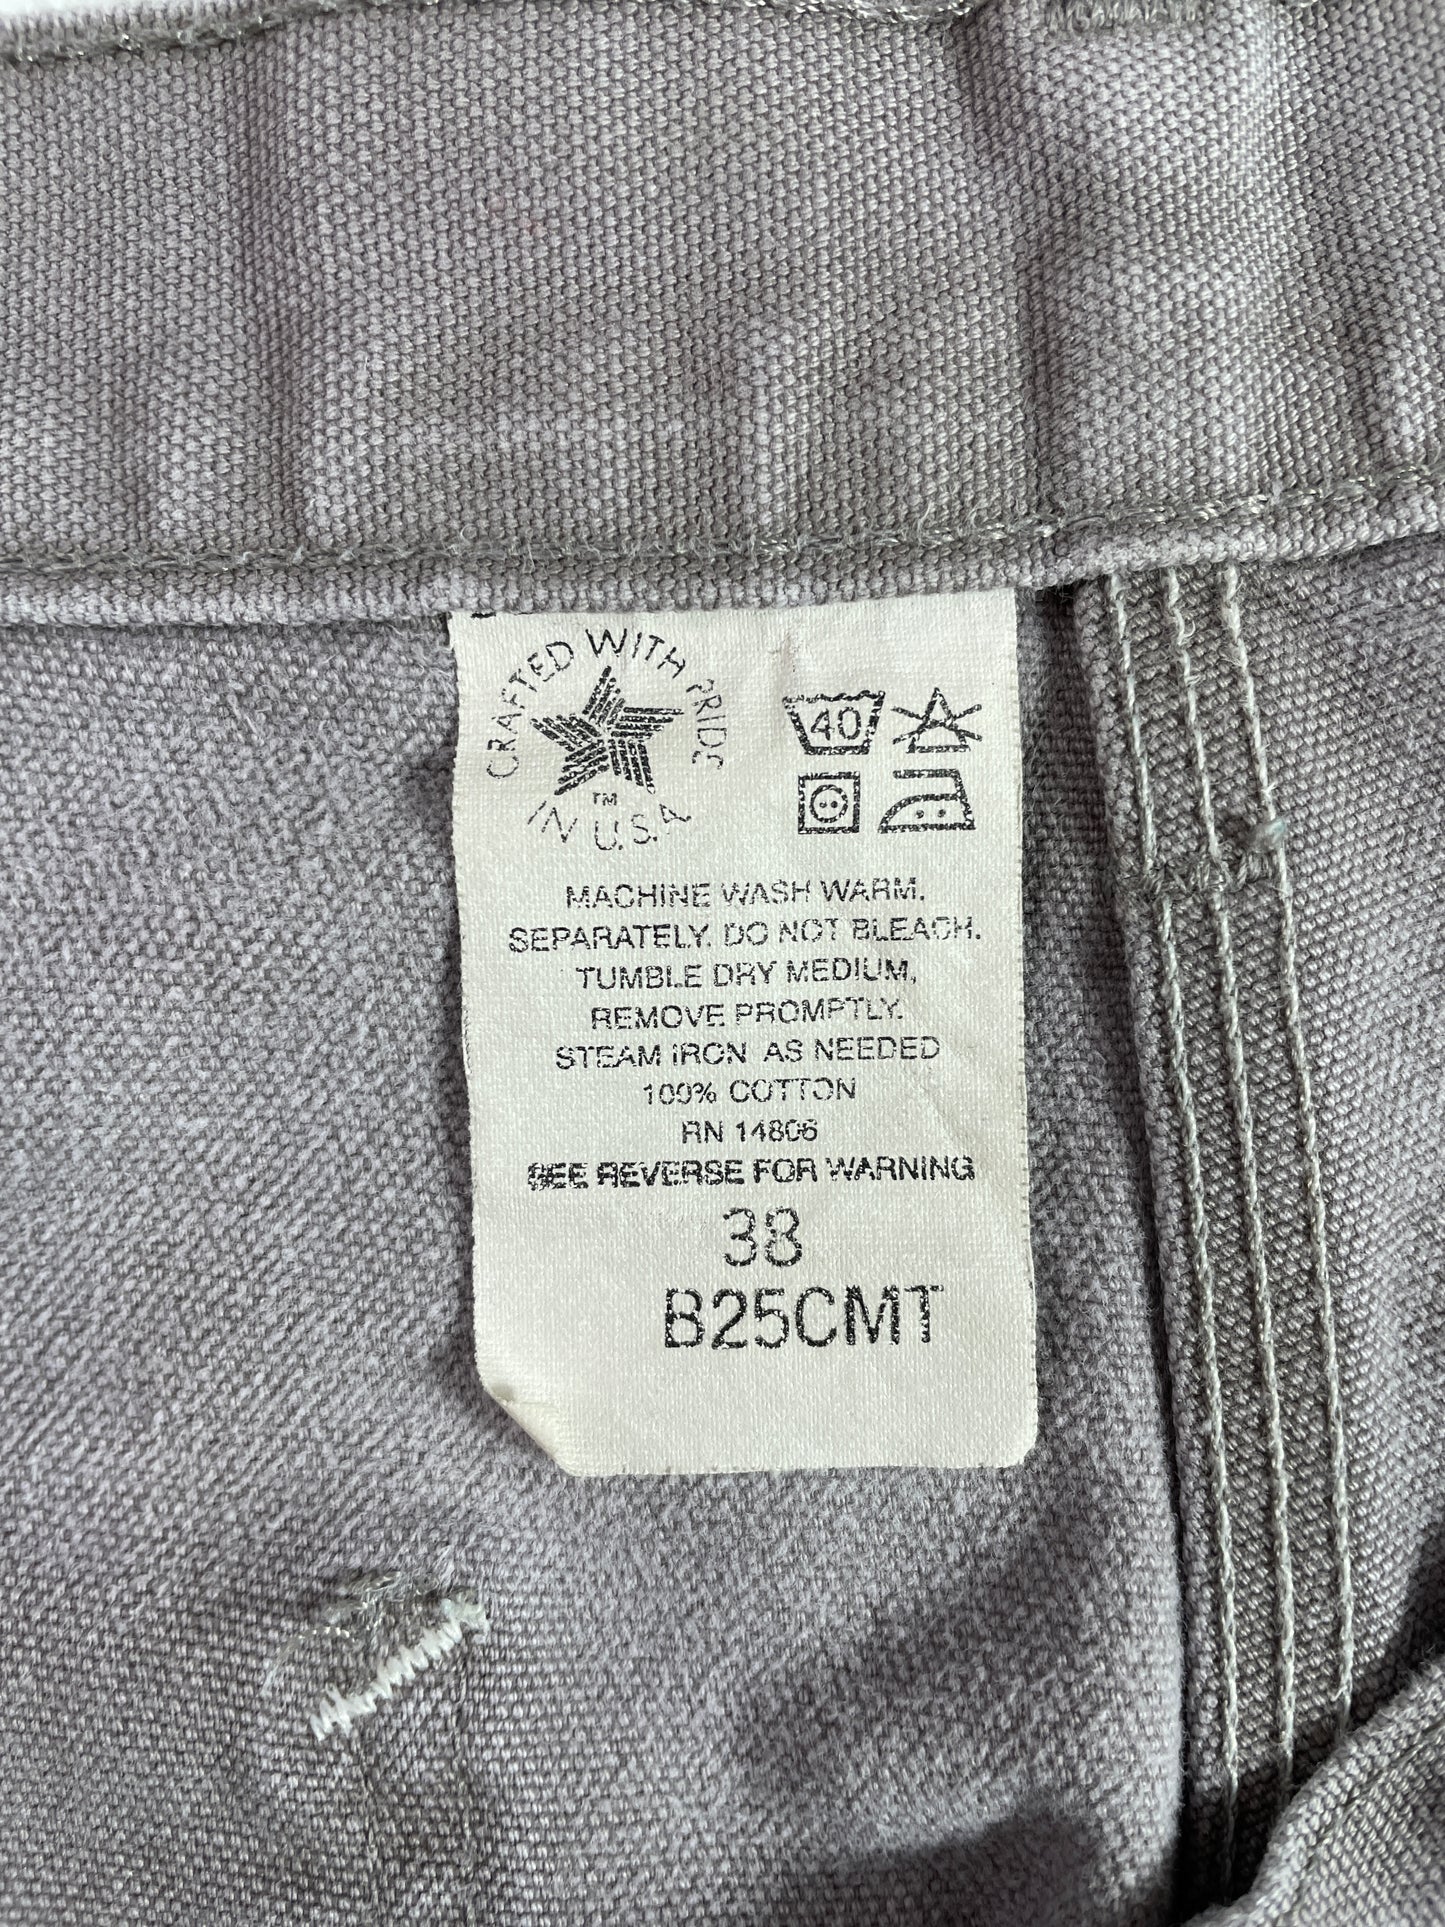 CRAFTED WITH PRIDE
IN U.S.A.
TM
40
MACHINE WASH WARM.
SEPARATELY. DO NOT BLEACH.
TUMBLE DRY MEDIUM,
REMOVE PROMPTLY.
STEAM IRON AS NEEDED
100% COTTON
RN 14806
SEE REVERSE FOR WARNING
38
B25CMT